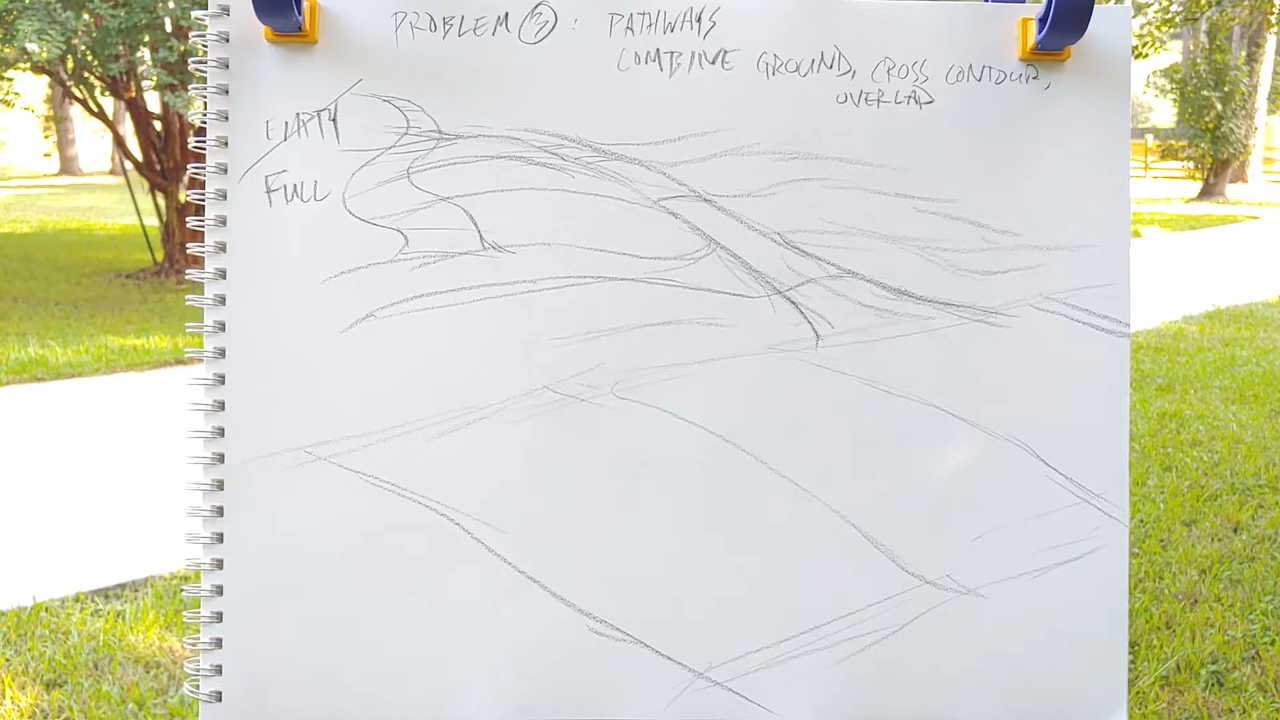 PROBLEM ③ : PATHWAYS
COMBINE GROUND, CROSS CONTOUR,
OVERLAP
EMPTY
FULL